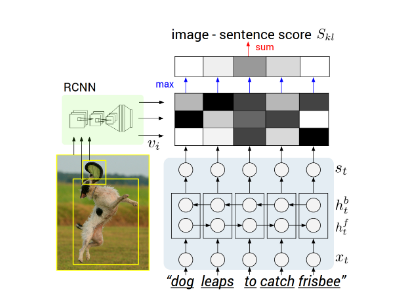 image - sentence score S_{kl}
sum
RCNN
max
v_i
s_t
h_t^b
h_t^f
x_t
“dog leaps to catch frisbee”